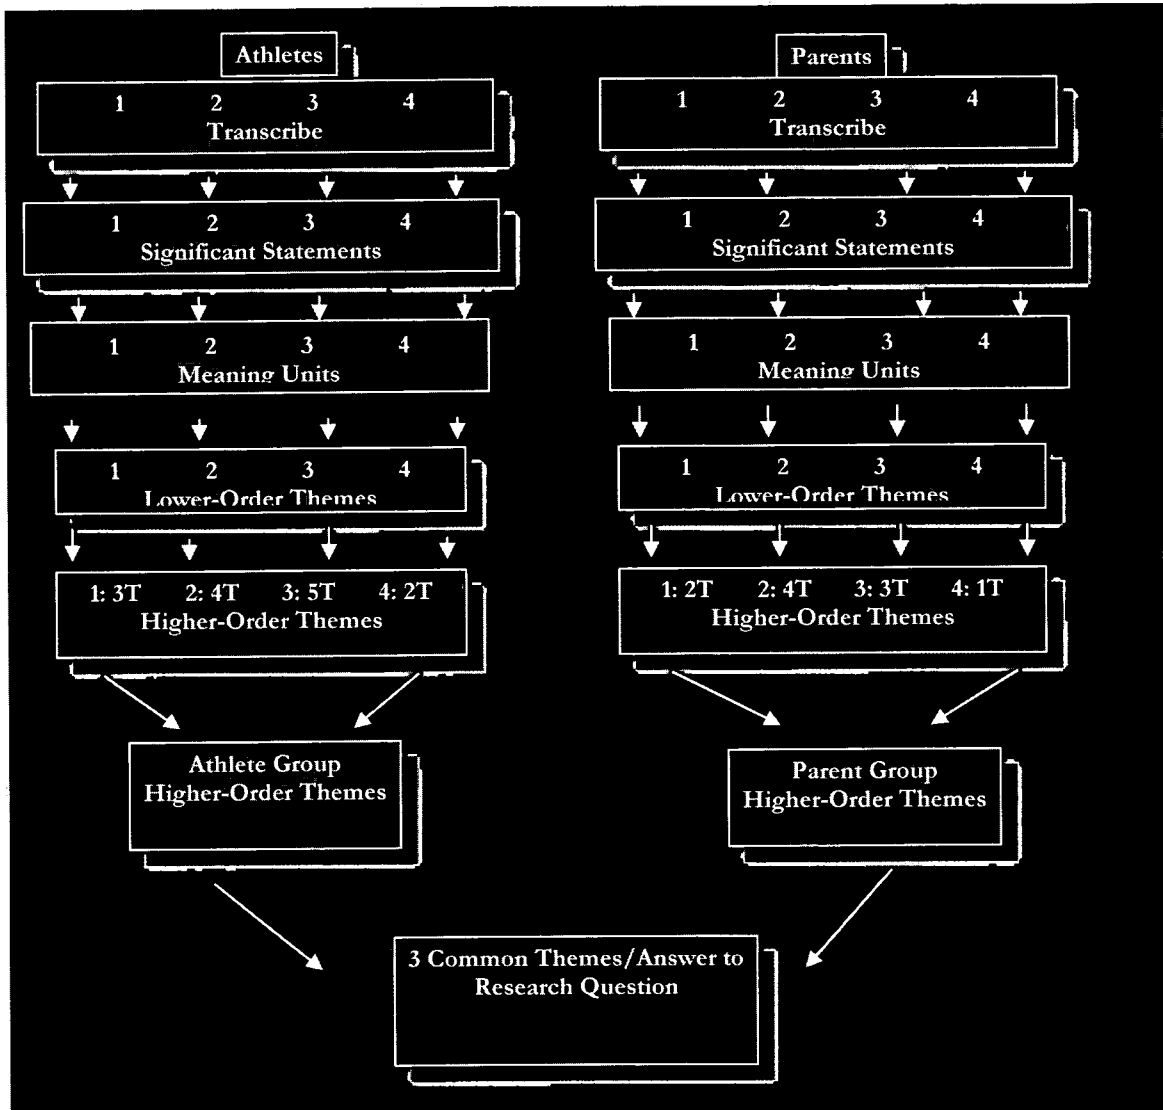 Athletes
1 2 3 4
Transcribe
1 2 3 4
Significant Statements
1 2 3 4
Meaning Units
1 2 3 4
Lower-Order Themes
1: 3T 2: 4T 3: 5T 4: 2T
Higher-Order Themes
Athlete Group
Higher-Order Themes
Parents
1 2 3 4
Transcribe
1 2 3 4
Significant Statements
1 2 3 4
Meaning Units
1 2 3 4
Lower-Order Themes
1: 2T 2: 4T 3: 3T 4: 1T
Higher-Order Themes
Parent Group
Higher-Order Themes
3 Common Themes/Answer to
Research Question